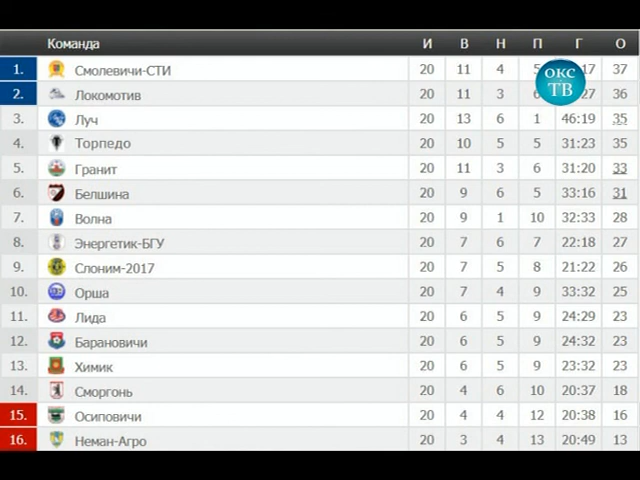 Команда И В Н П Г О
1. Смолевичи-СТИ 20 11 4 5 17 37
2. Локомотив 20 11 3 6 27 36
3. Луч 20 13 6 1 46:19 35
4. Торпедо 20 10 5 5 31:23 35
5. Гранит 20 11 3 6 31:20 33
6. Белшина 20 9 6 5 33:16 31
7. Волна 20 9 1 10 32:33 28
8. Энергетик-БГУ 20 7 6 7 22:18 27
9. Слоним-2017 20 7 5 8 21:22 26
10. Орша 20 7 4 9 33:32 25
11. Лида 20 6 5 9 24:29 23
12. Барановичи 20 6 5 9 24:32 23
13. Химик 20 6 5 9 23:32 23
14. Сморгонь 20 4 6 10 20:37 18
15. Осиповичи 20 4 4 12 20:38 16
16. Неман-Агро 20 3 4 13 20:49 13
ОКС
ТВ